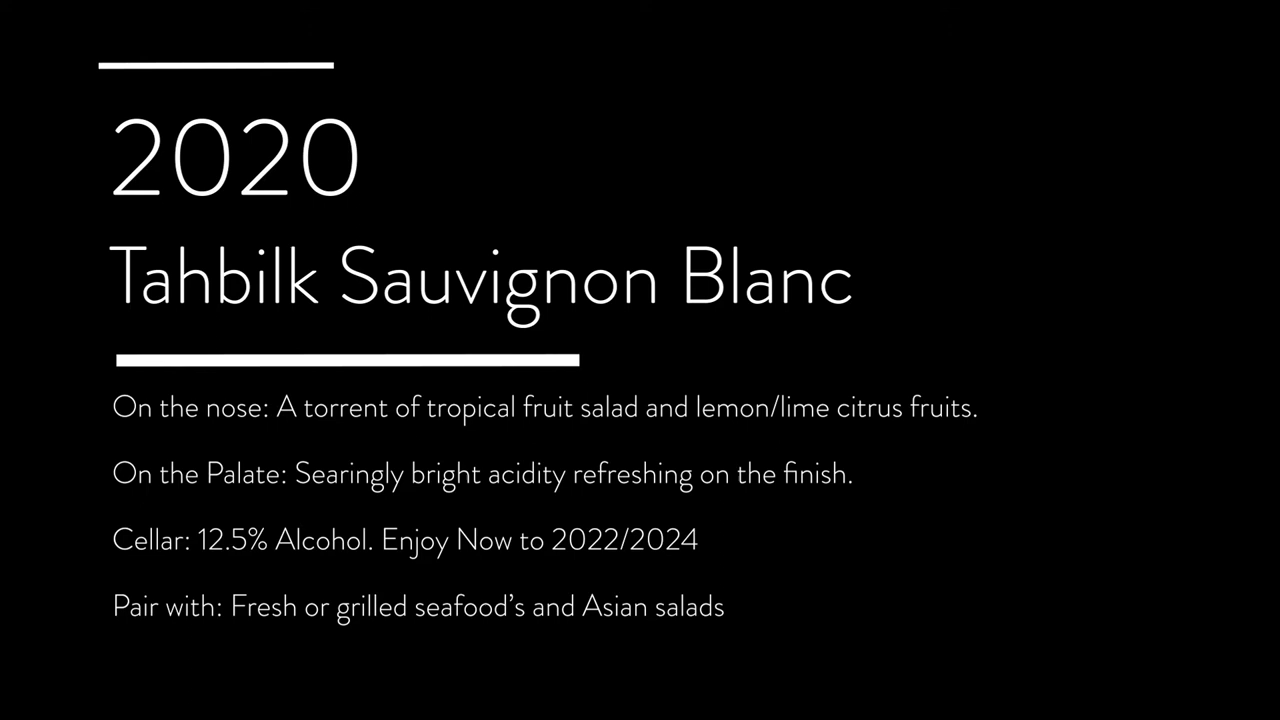 2020
Tahbilk Sauvignon Blanc
On the nose: A torrent of tropical fruit salad and lemon/lime citrus fruits.
On the Palate: Searingly bright acidity refreshing on the finish.
Cellar: 12.5% Alcohol. Enjoy Now to 2022/2024
Pair with: Fresh or grilled seafood’s and Asian salads